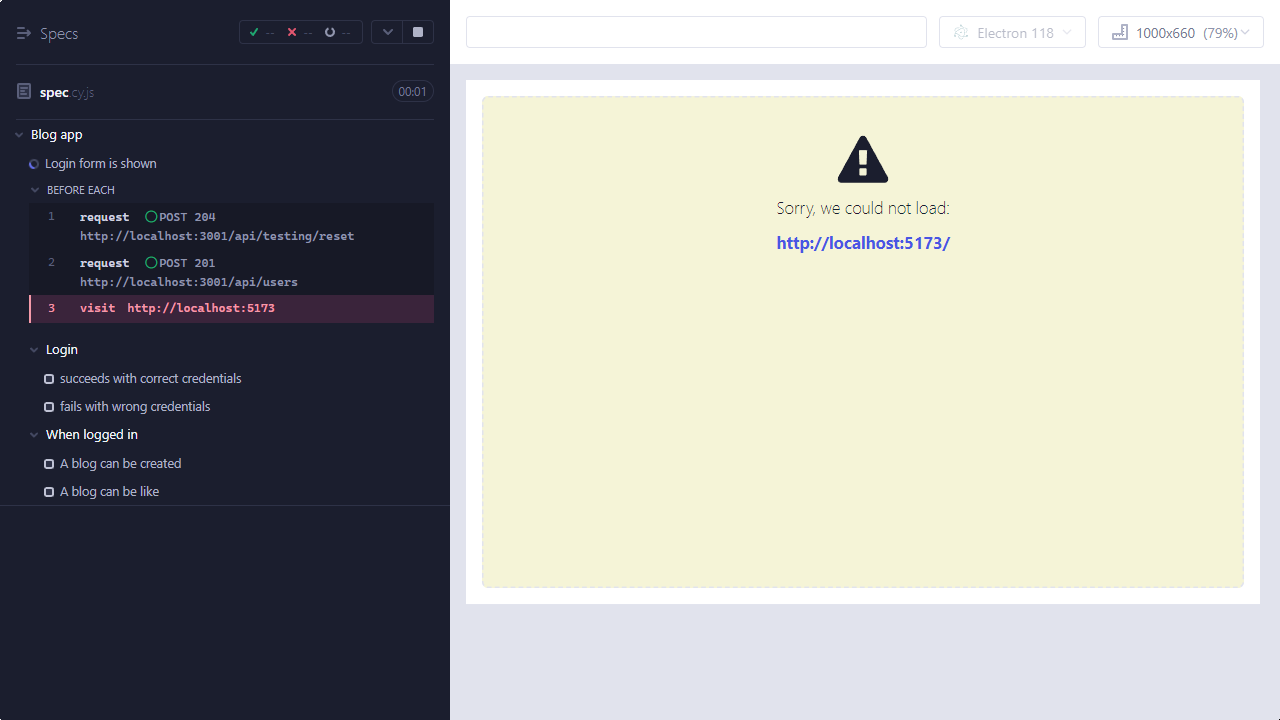 Specs
-- -- --
Electron 118
1000x660 (79%)
spec.cy.js
00:01
Blog app
Login form is shown
BEFORE EACH
1 request POST 204
http://localhost:3001/api/testing/reset
2 request POST 201
http://localhost:3001/api/users
3 visit http://localhost:5173
Login
succeeds with correct credentials
fails with wrong credentials
When logged in
A blog can be created
A blog can be like
Sorry, we could not load:
http://localhost:5173/